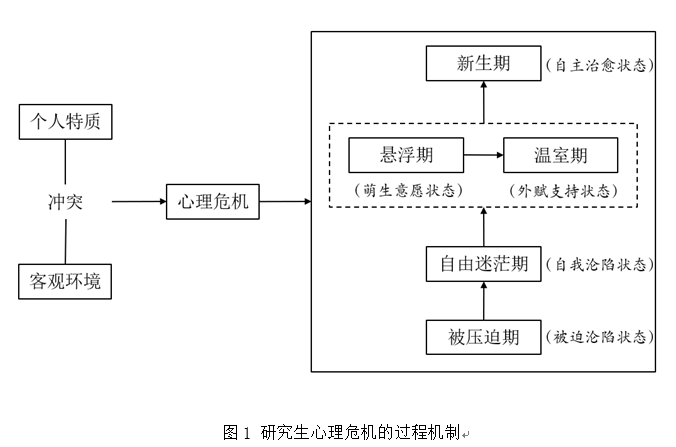 新生期
(自主治愈状态)
个人特质
悬浮期
温室期
(萌生意愿状态)
(外赋支持状态)
冲突
心理危机
客观环境
自由迷茫期
(自我沦陷状态)
被压迫期
(被迫沦陷状态)
图 1 研究生心理危机的过程机制